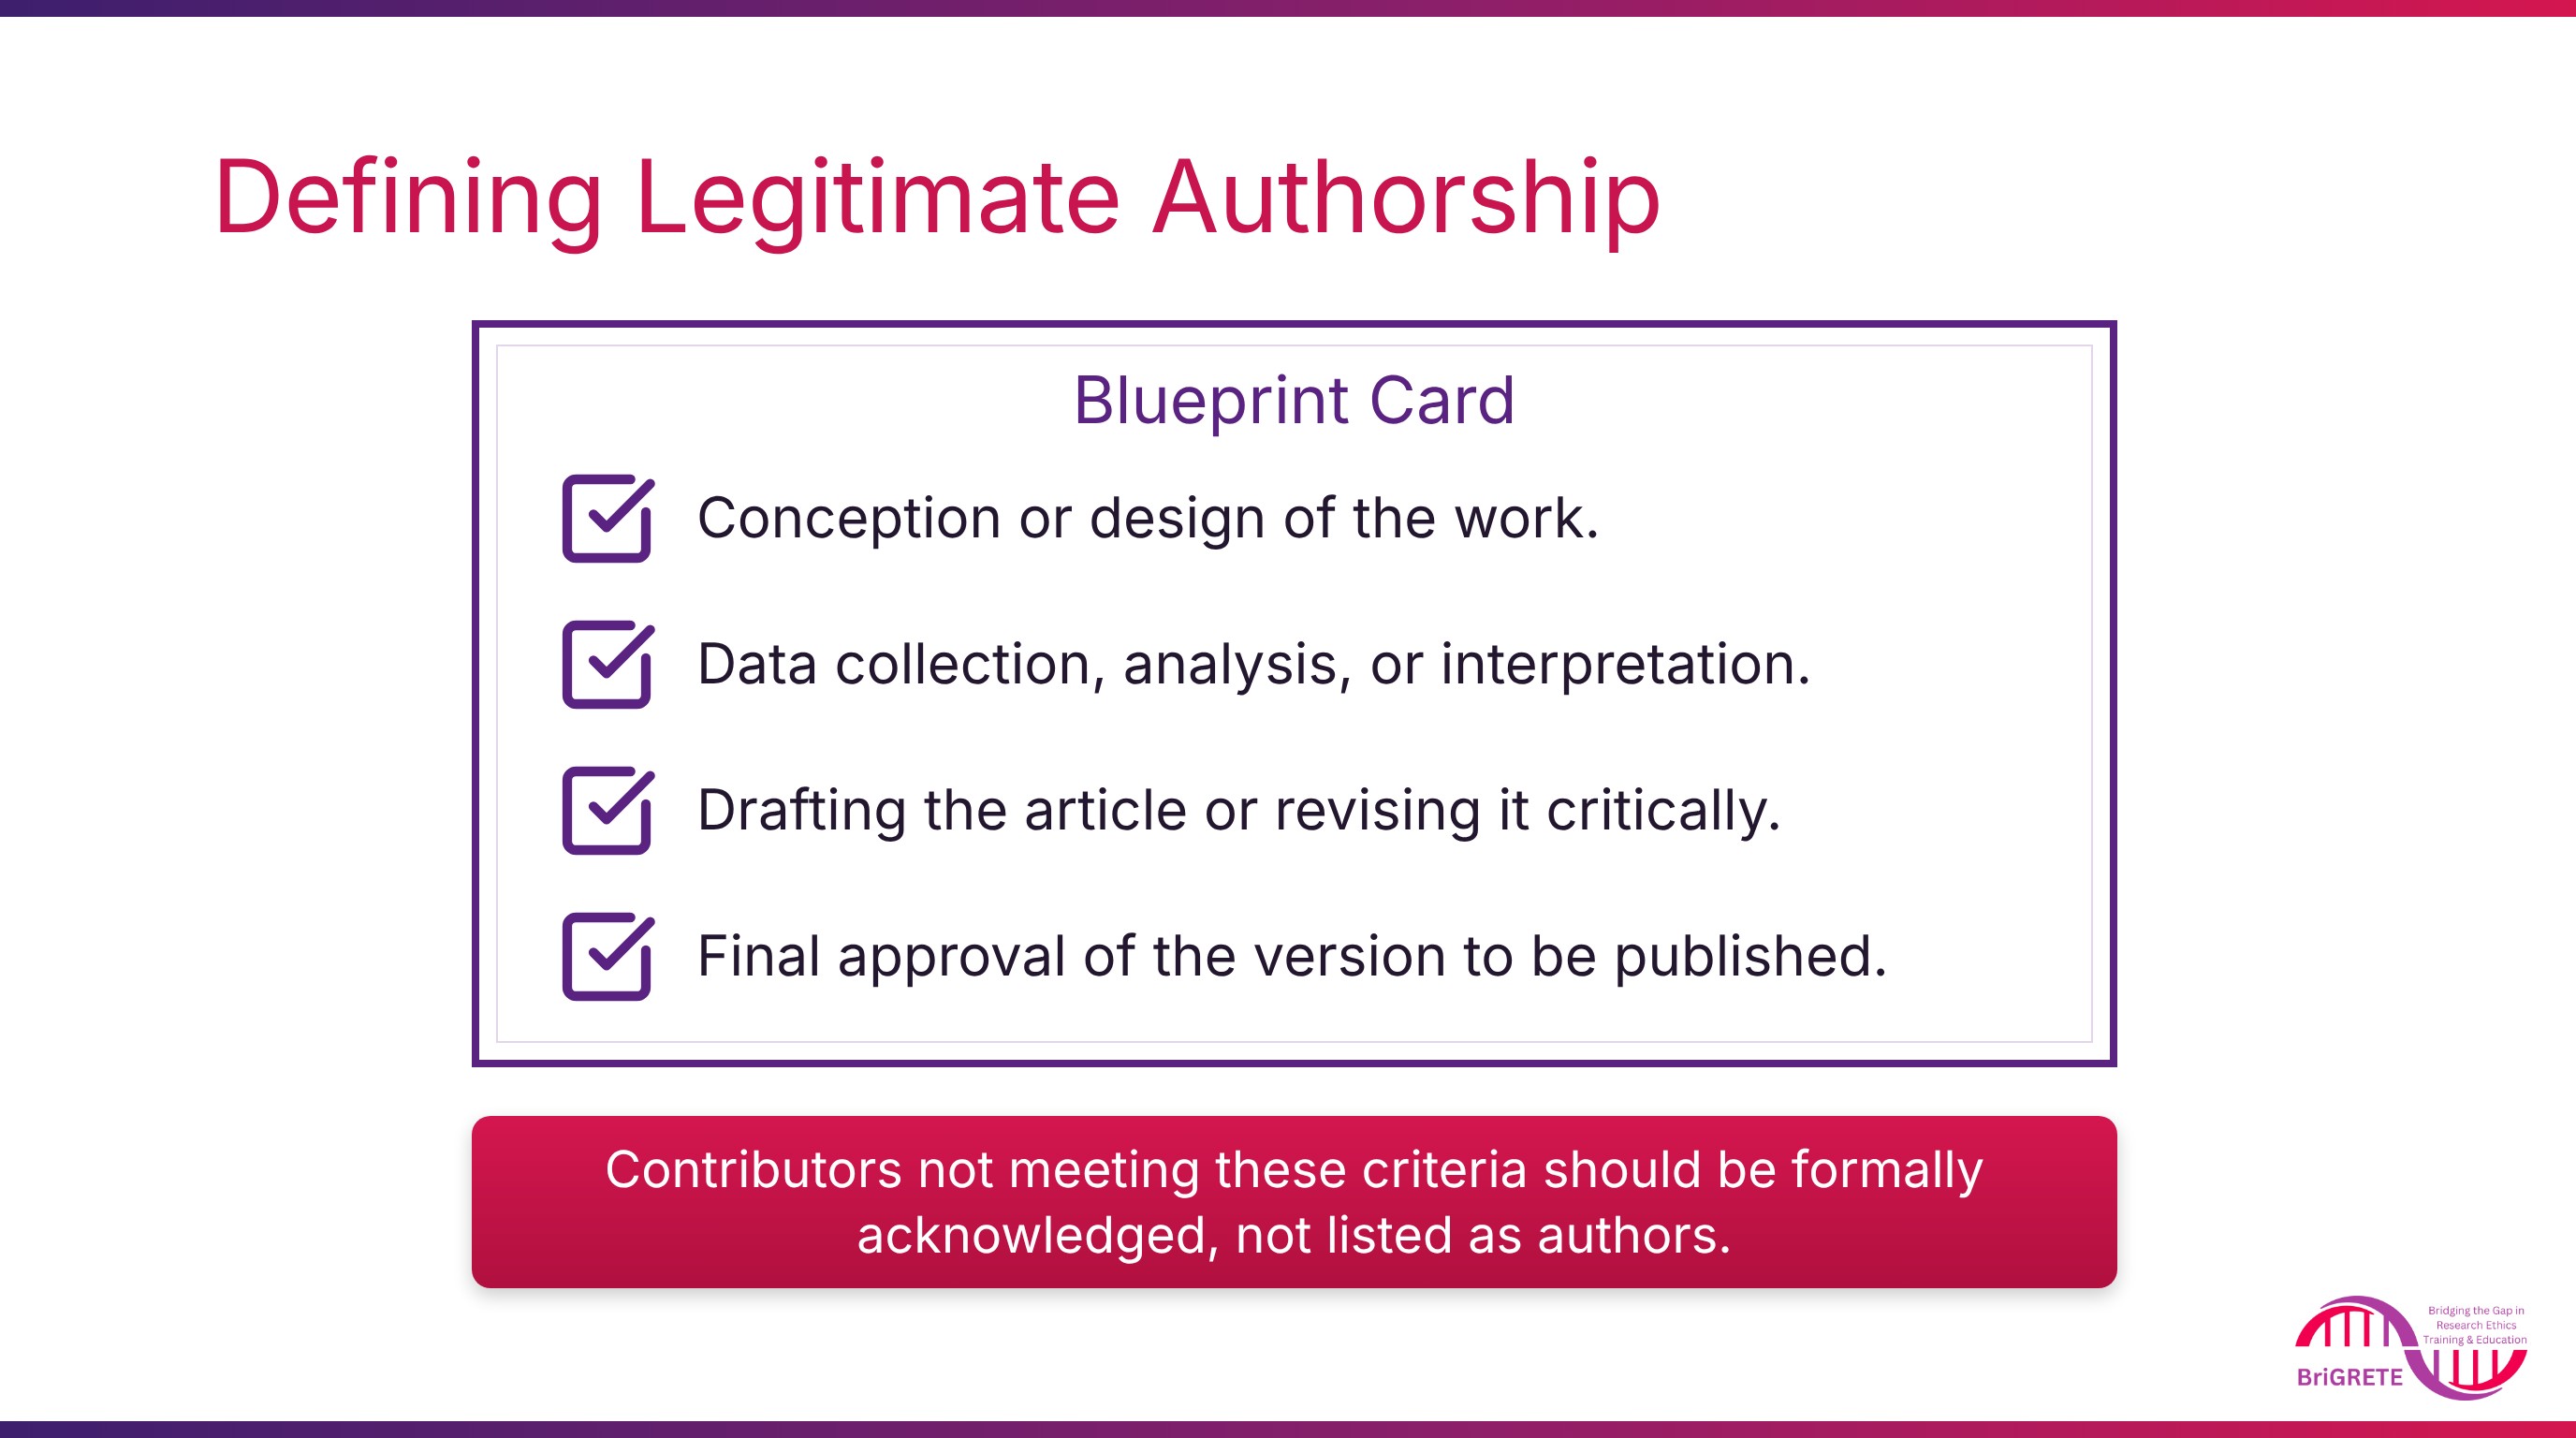 Defining Legitimate Authorship
Blueprint Card
Conception or design of the work.
Data collection, analysis, or interpretation.
Drafting the article or revising it critically.
Final approval of the version to be published.
Contributors not meeting these criteria should be formally
acknowledged, not listed as authors.
Bridging the Gap in
Research Ethics
Training & Education
BriGRETE